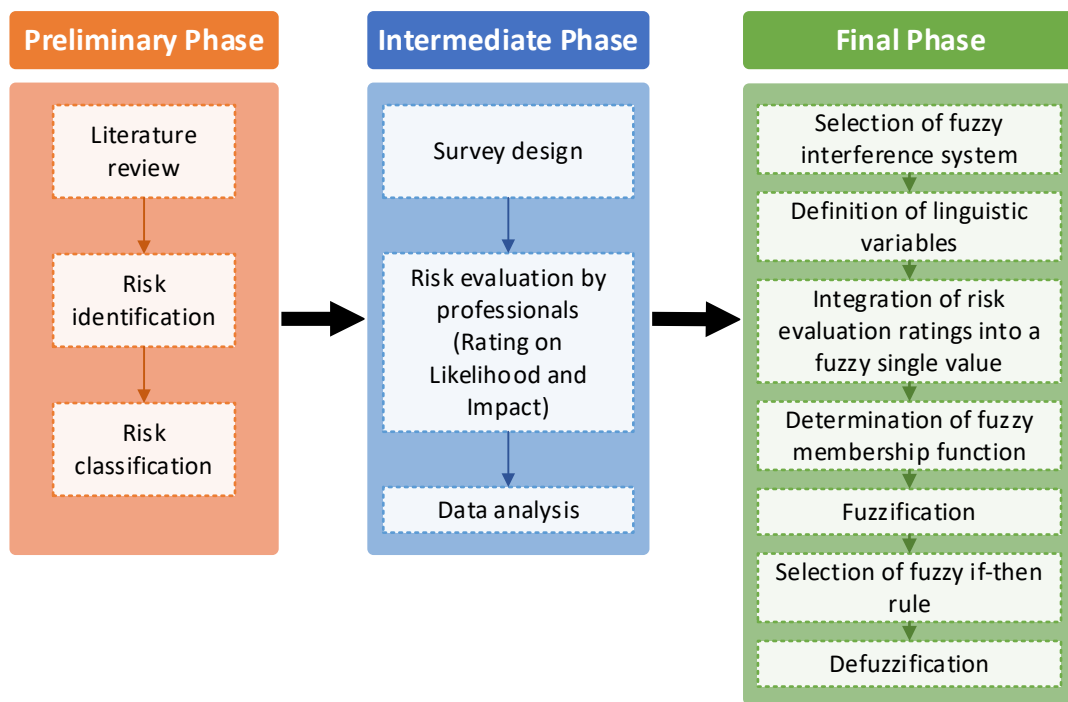 Preliminary Phase
Literature
review
Risk
identification
Risk
classification
Intermediate Phase
Survey design
Risk evaluation by
professionals
(Rating on
Likelihood and
Impact)
Data analysis
Final Phase
Selection of fuzzy
interference system
Definition of linguistic
variables
Integration of risk
evaluation ratings into a
fuzzy single value
Determination of fuzzy
membership function
Fuzzification
Selection of fuzzy if-then
rule
Defuzzification